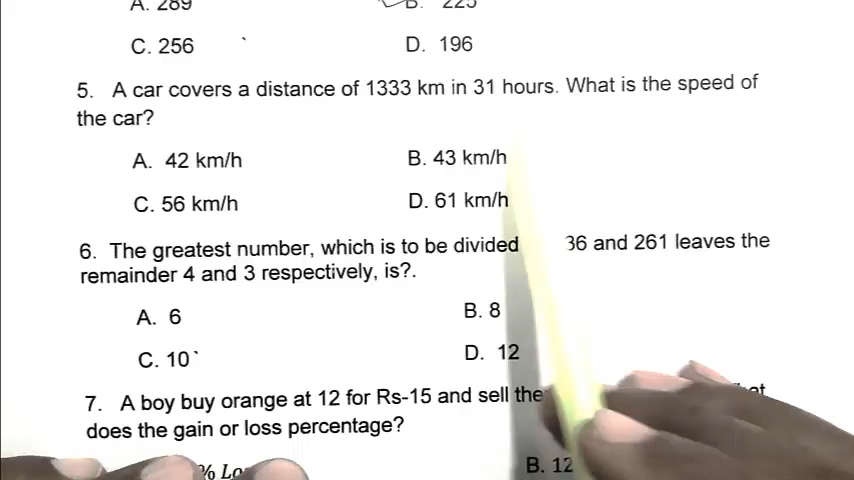 A. 289 B. 225
C. 256 D. 196
5. A car covers a distance of 1333 km in 31 hours. What is the speed of
the car?
A. 42 km/h B. 43 km/h
C. 56 km/h D. 61 km/h
6. The greatest number, which is to be divided 36 and 261 leaves the
remainder 4 and 3 respectively, is?.
A. 6 B. 8
C. 10 D. 12
7. A boy buy orange at 12 for Rs-15 and sell the
does the gain or loss percentage?
% B. 12